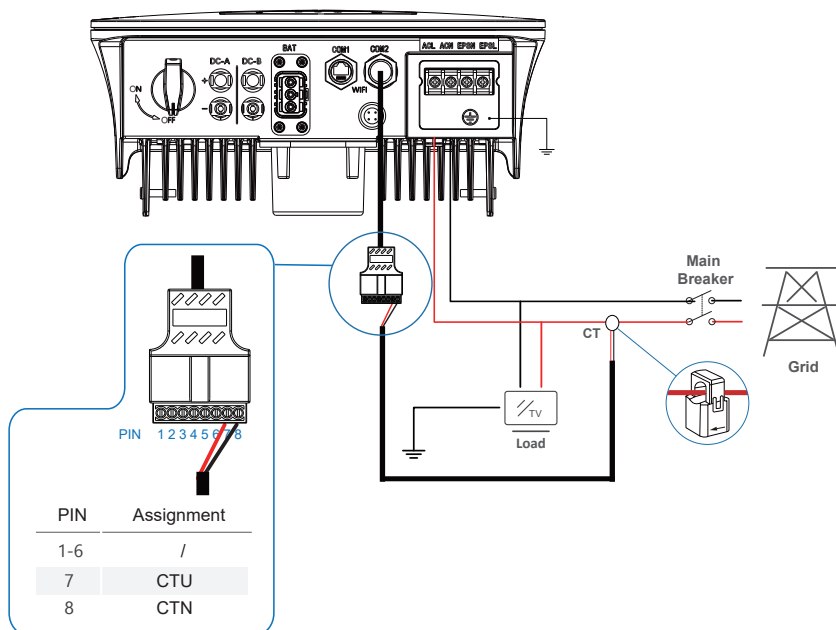 BAT
COM1
COM2
ACL ACN EPSN EPSL
DC-A
DC-B
+
ON
WIFI
−
OFF
Main
Breaker
CT
Grid
TV
Load
PIN 1 2 3 4 5 6 7 8
PIN Assignment
1-6 /
7 CTU
8 CTN